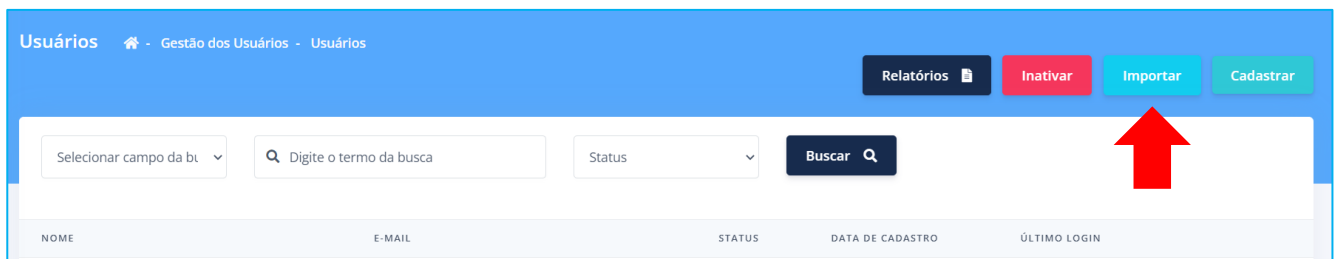 Usuários - Gestão dos Usuários - Usuários
Relatórios Inativar Importar Cadastrar
Selecionar campo da bu Digite o termo da busca Status Buscar
NOME E-MAIL STATUS DATA DE CADASTRO ÚLTIMO LOGIN